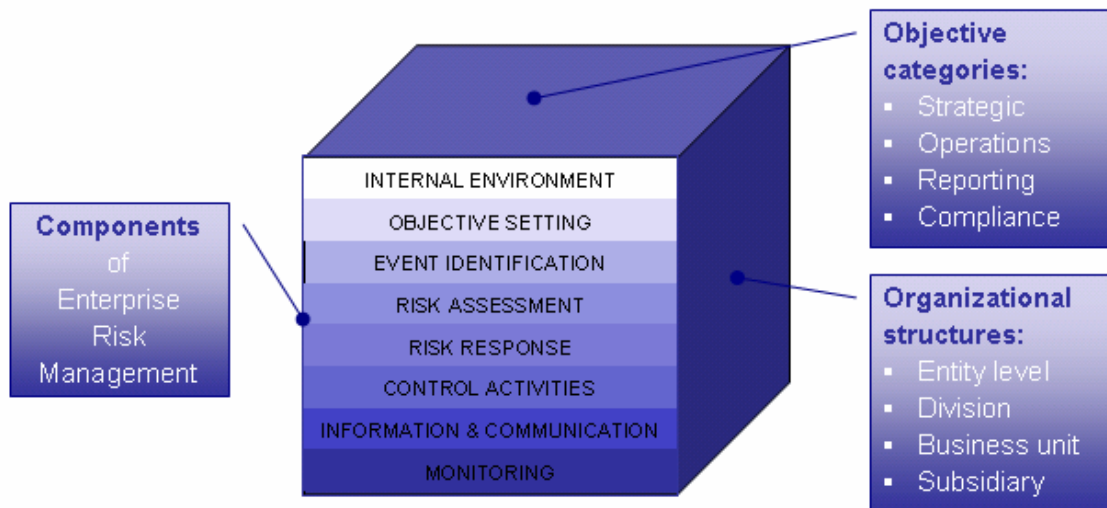 Components
of
Enterprise
Risk
Management
INTERNAL ENVIRONMENT
OBJECTIVE SETTING
EVENT IDENTIFICATION
RISK ASSESSMENT
RISK RESPONSE
CONTROL ACTIVITIES
INFORMATION & COMMUNICATION
MONITORING
Objective
categories:
▪ Strategic
▪ Operations
▪ Reporting
▪ Compliance
Organizational
structures:
▪ Entity level
▪ Division
▪ Business unit
▪ Subsidiary